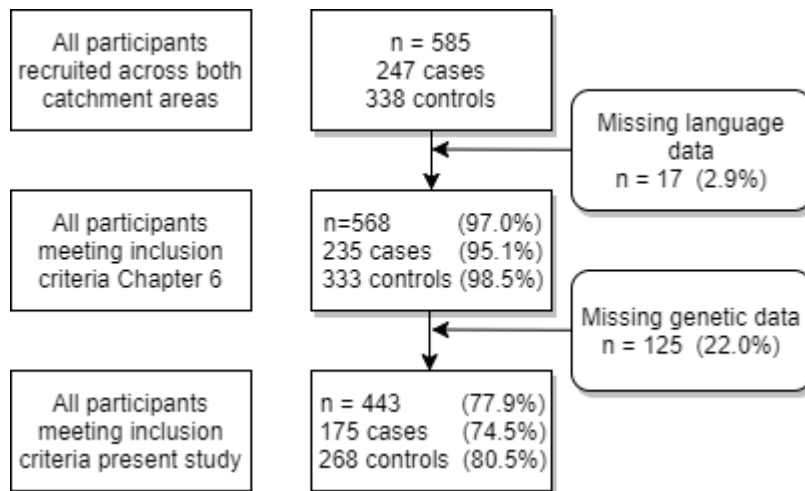 All participants
recruited across both
catchment areas
n = 585
247 cases
338 controls
Missing language
data
n = 17 (2.9%)
All participants
meeting inclusion
criteria Chapter 6
n=568 (97.0%)
235 cases (95.1%)
333 controls (98.5%)
Missing genetic data
n = 125 (22.0%)
All participants
meeting inclusion
criteria present study
n = 443 (77.9%)
175 cases (74.5%)
268 controls (80.5%)